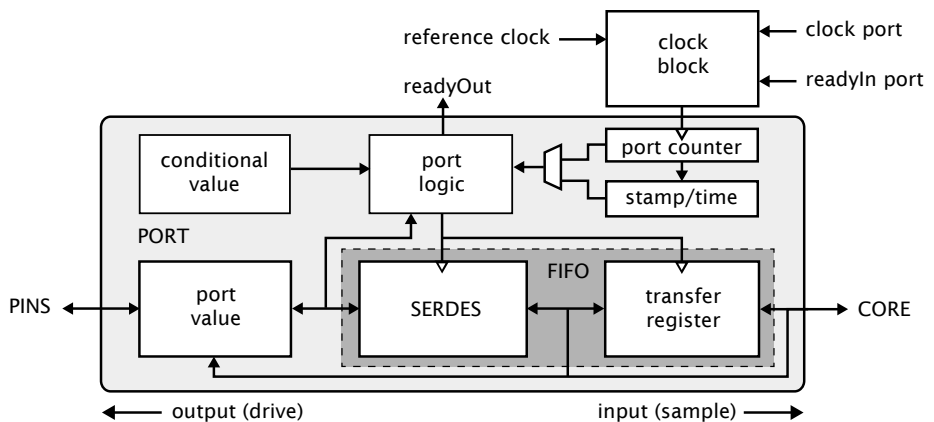 reference clock
clock
block
clock port
readyIn port
readyOut
conditional
value
port
logic
port counter
stamp/time
PORT
FIFO
PINS
port
value
SERDES
transfer
register
CORE
output (drive)
input (sample)